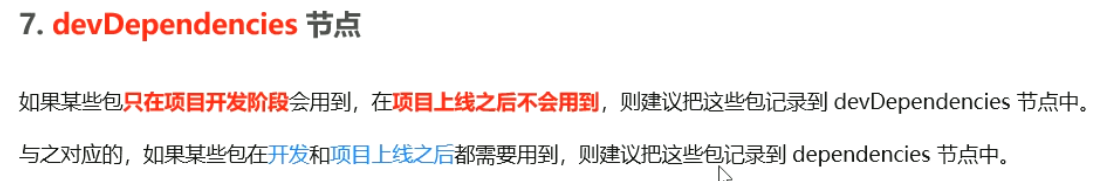 7. devDependencies 节点
如果某些包只在项目开发阶段会用到，在项目上线之后不会用到，则建议把这些包记录到 devDependencies 节点中。
与之对应的，如果某些包在开发和项目上线之后都需要用到，则建议把这些包记录到 dependencies 节点中。